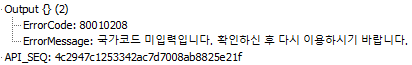 Output {} (2)
ErrorCode: 80010208
ErrorMessage: 국가코드 미입력입니다. 확인하신 후 다시 이용하시기 바랍니다.
API_SEQ: 4c2947c1253342ac7d7008ab8825e21f